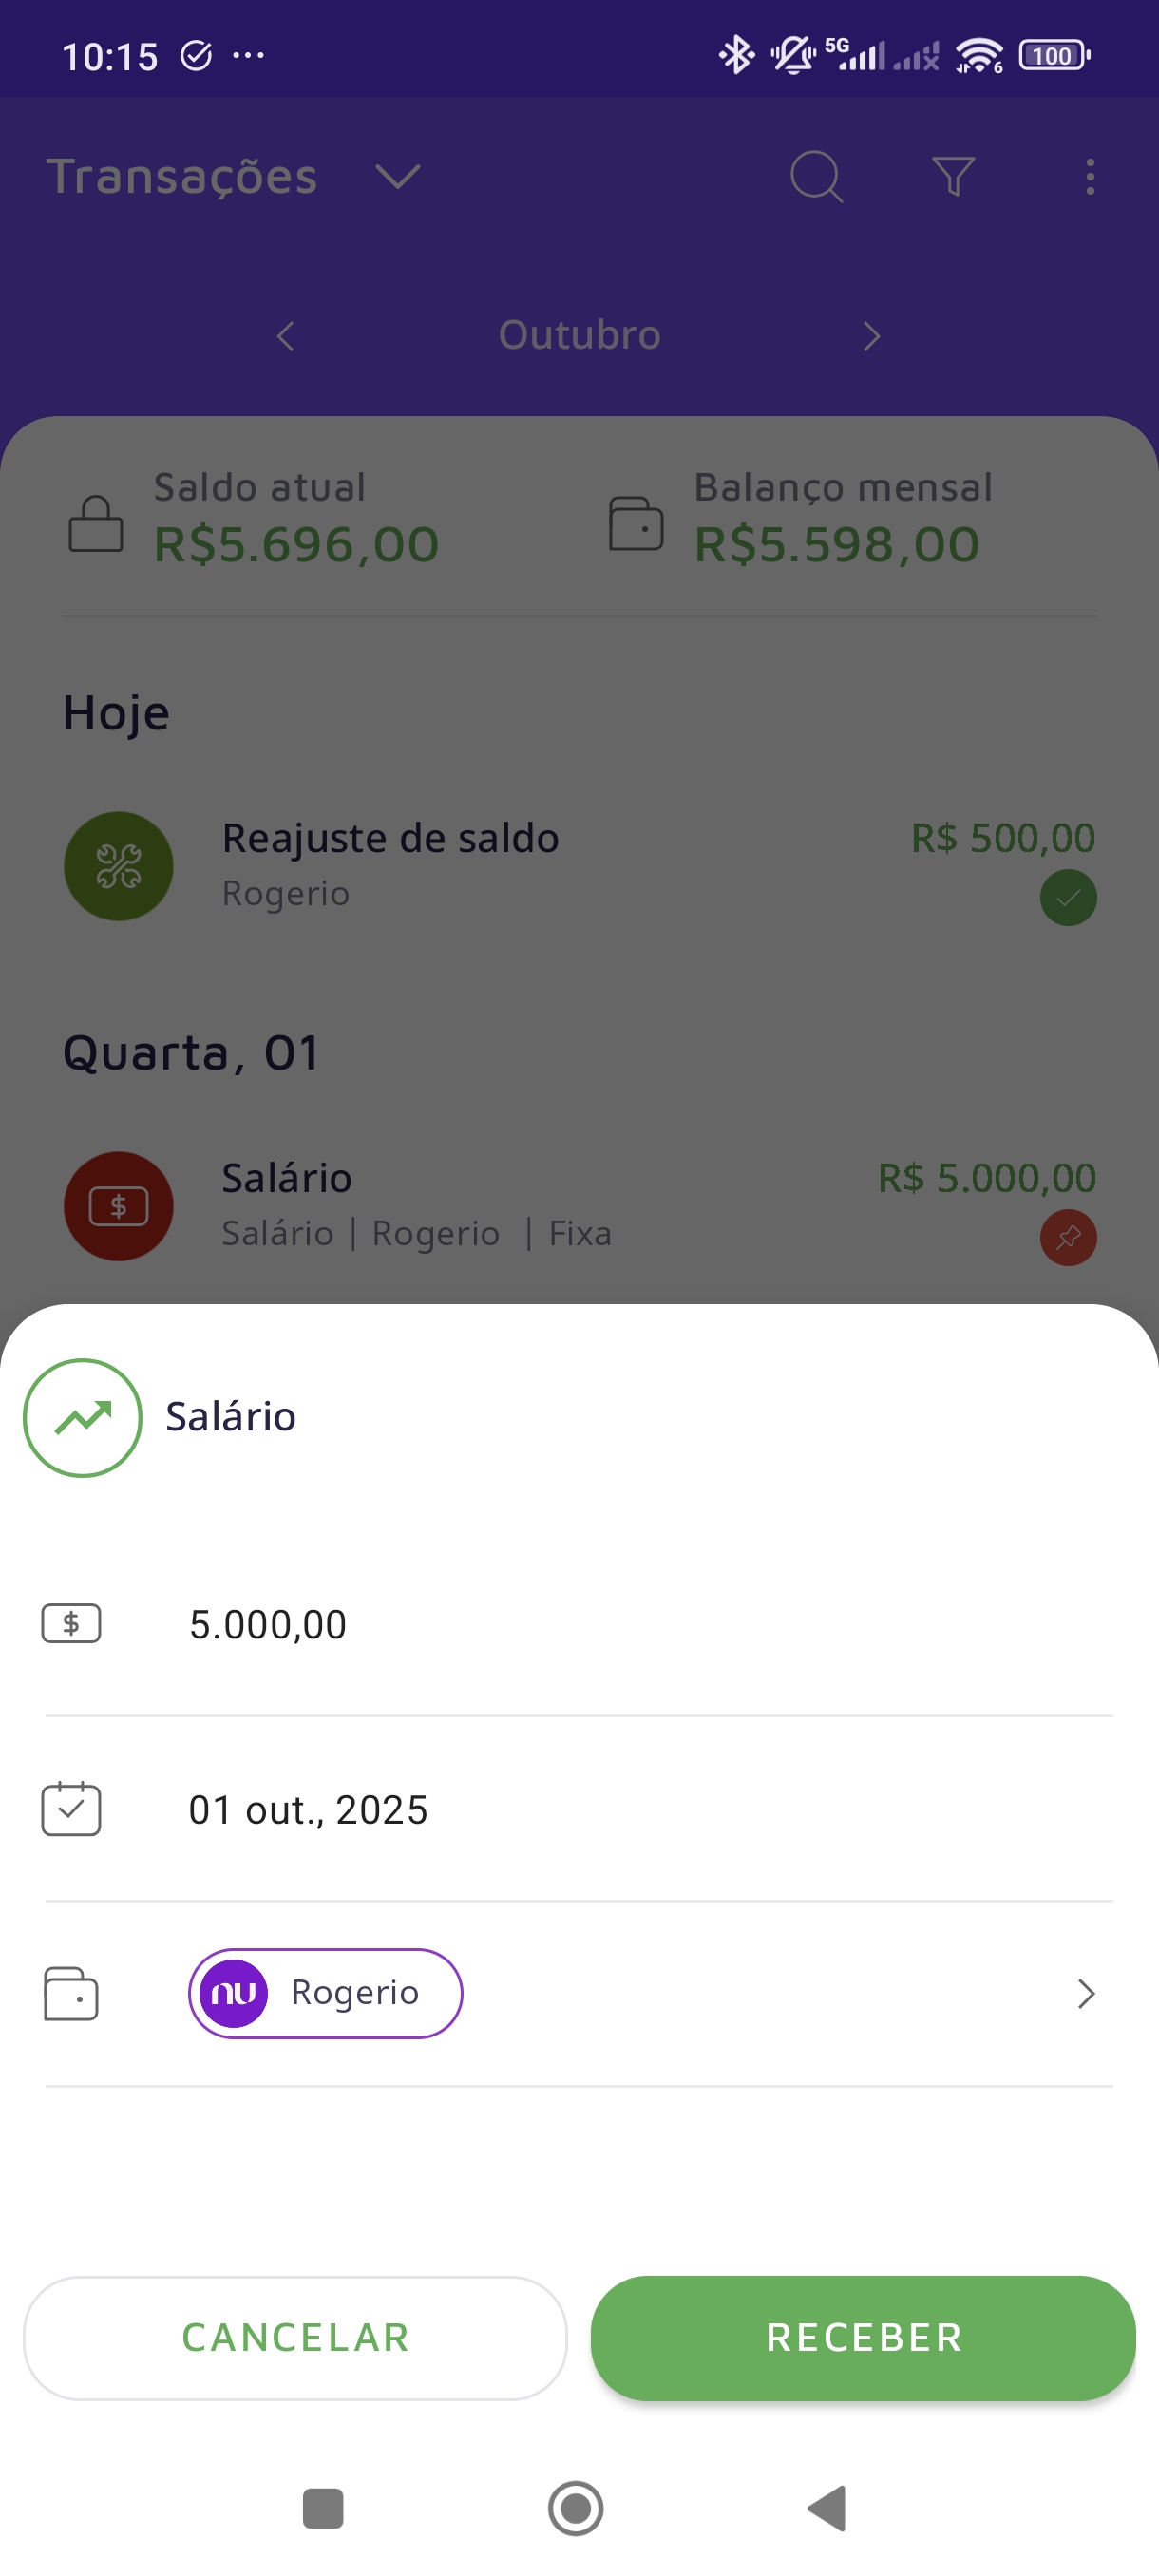 10:15
5G
6
100
Transações
Outubro
Saldo atual
R$5.696,00
Balanço mensal
R$5.598,00
Hoje
Reajuste de saldo
R$ 500,00
Rogerio
Quarta, 01
Salário
R$ 5.000,00
Salário | Rogerio | Fixa
Salário
5.000,00
01 out., 2025
nu Rogerio
CANCELAR
RECEBER